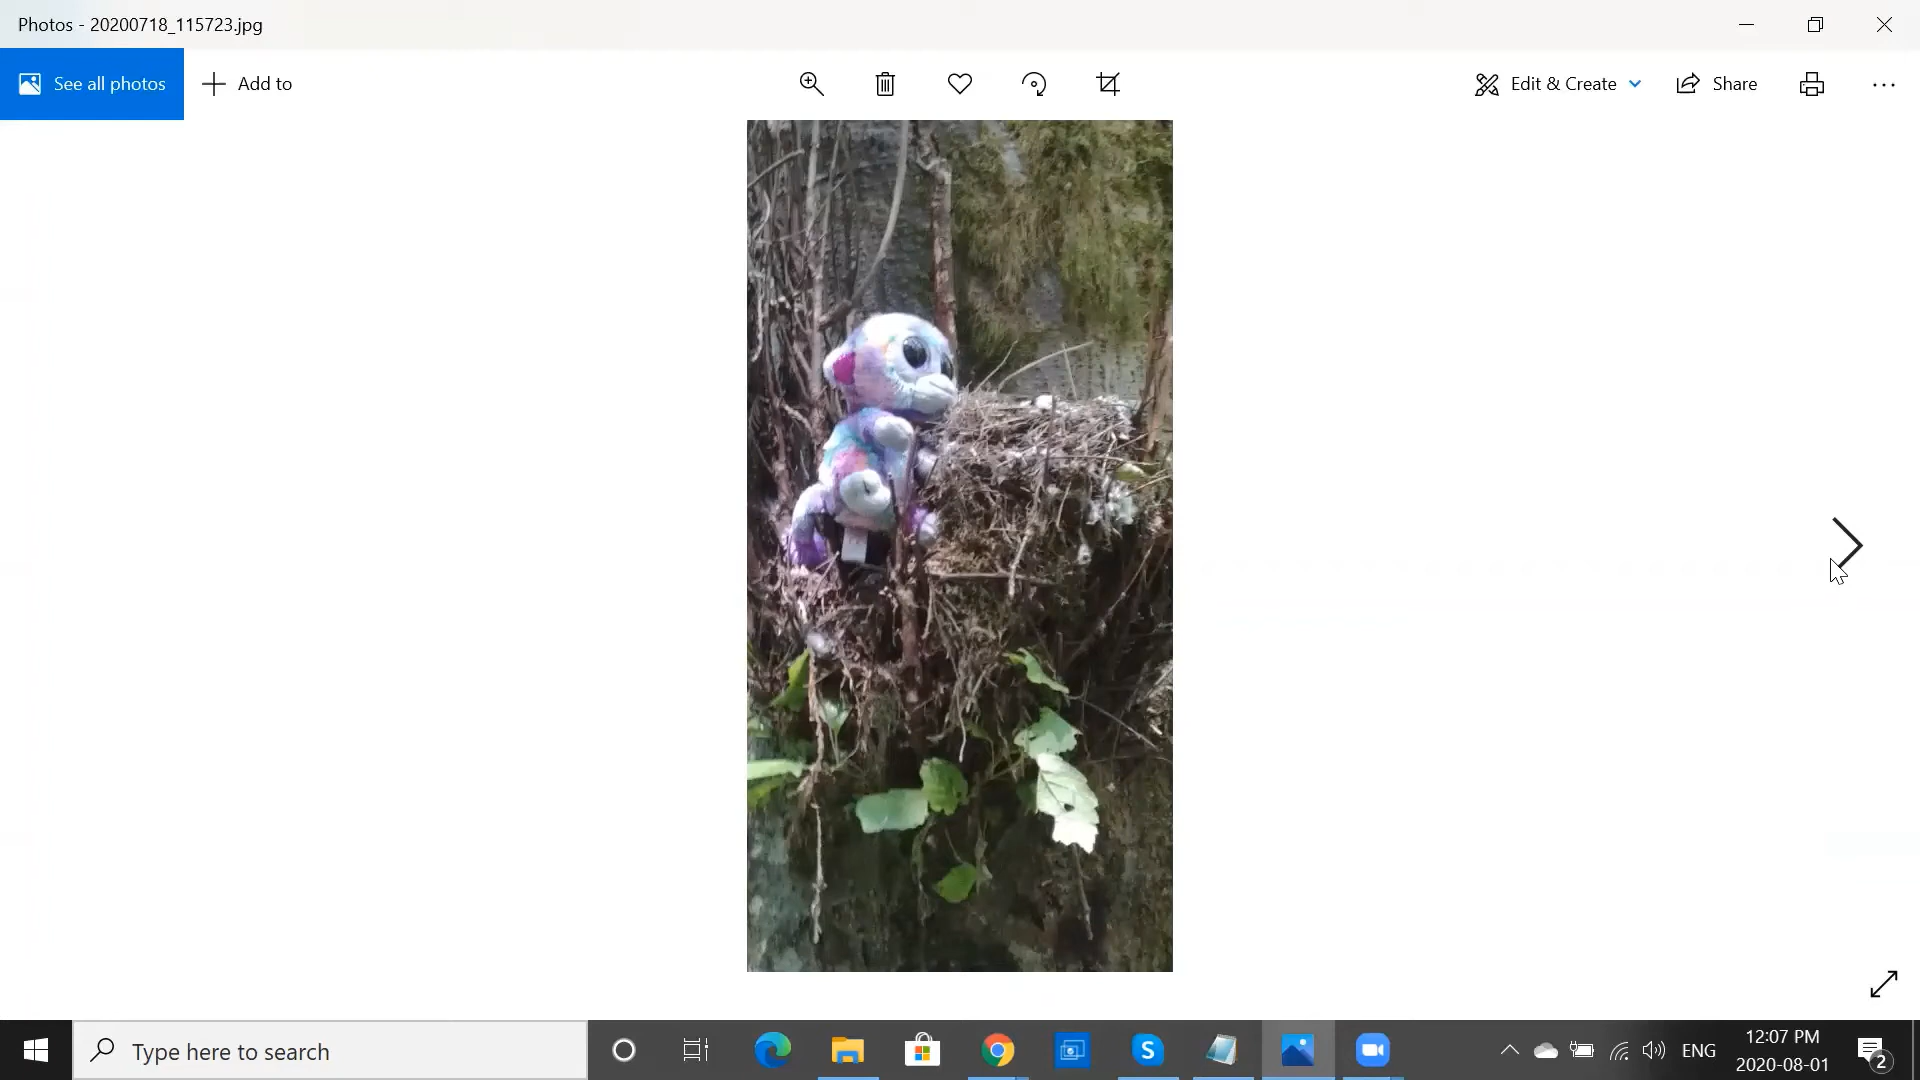 Photos - 20200718_115723.jpg
See all photos
Add to
Edit & Create
Share
Type here to search
S
ENG
12:07 PM
2020-08-01
2